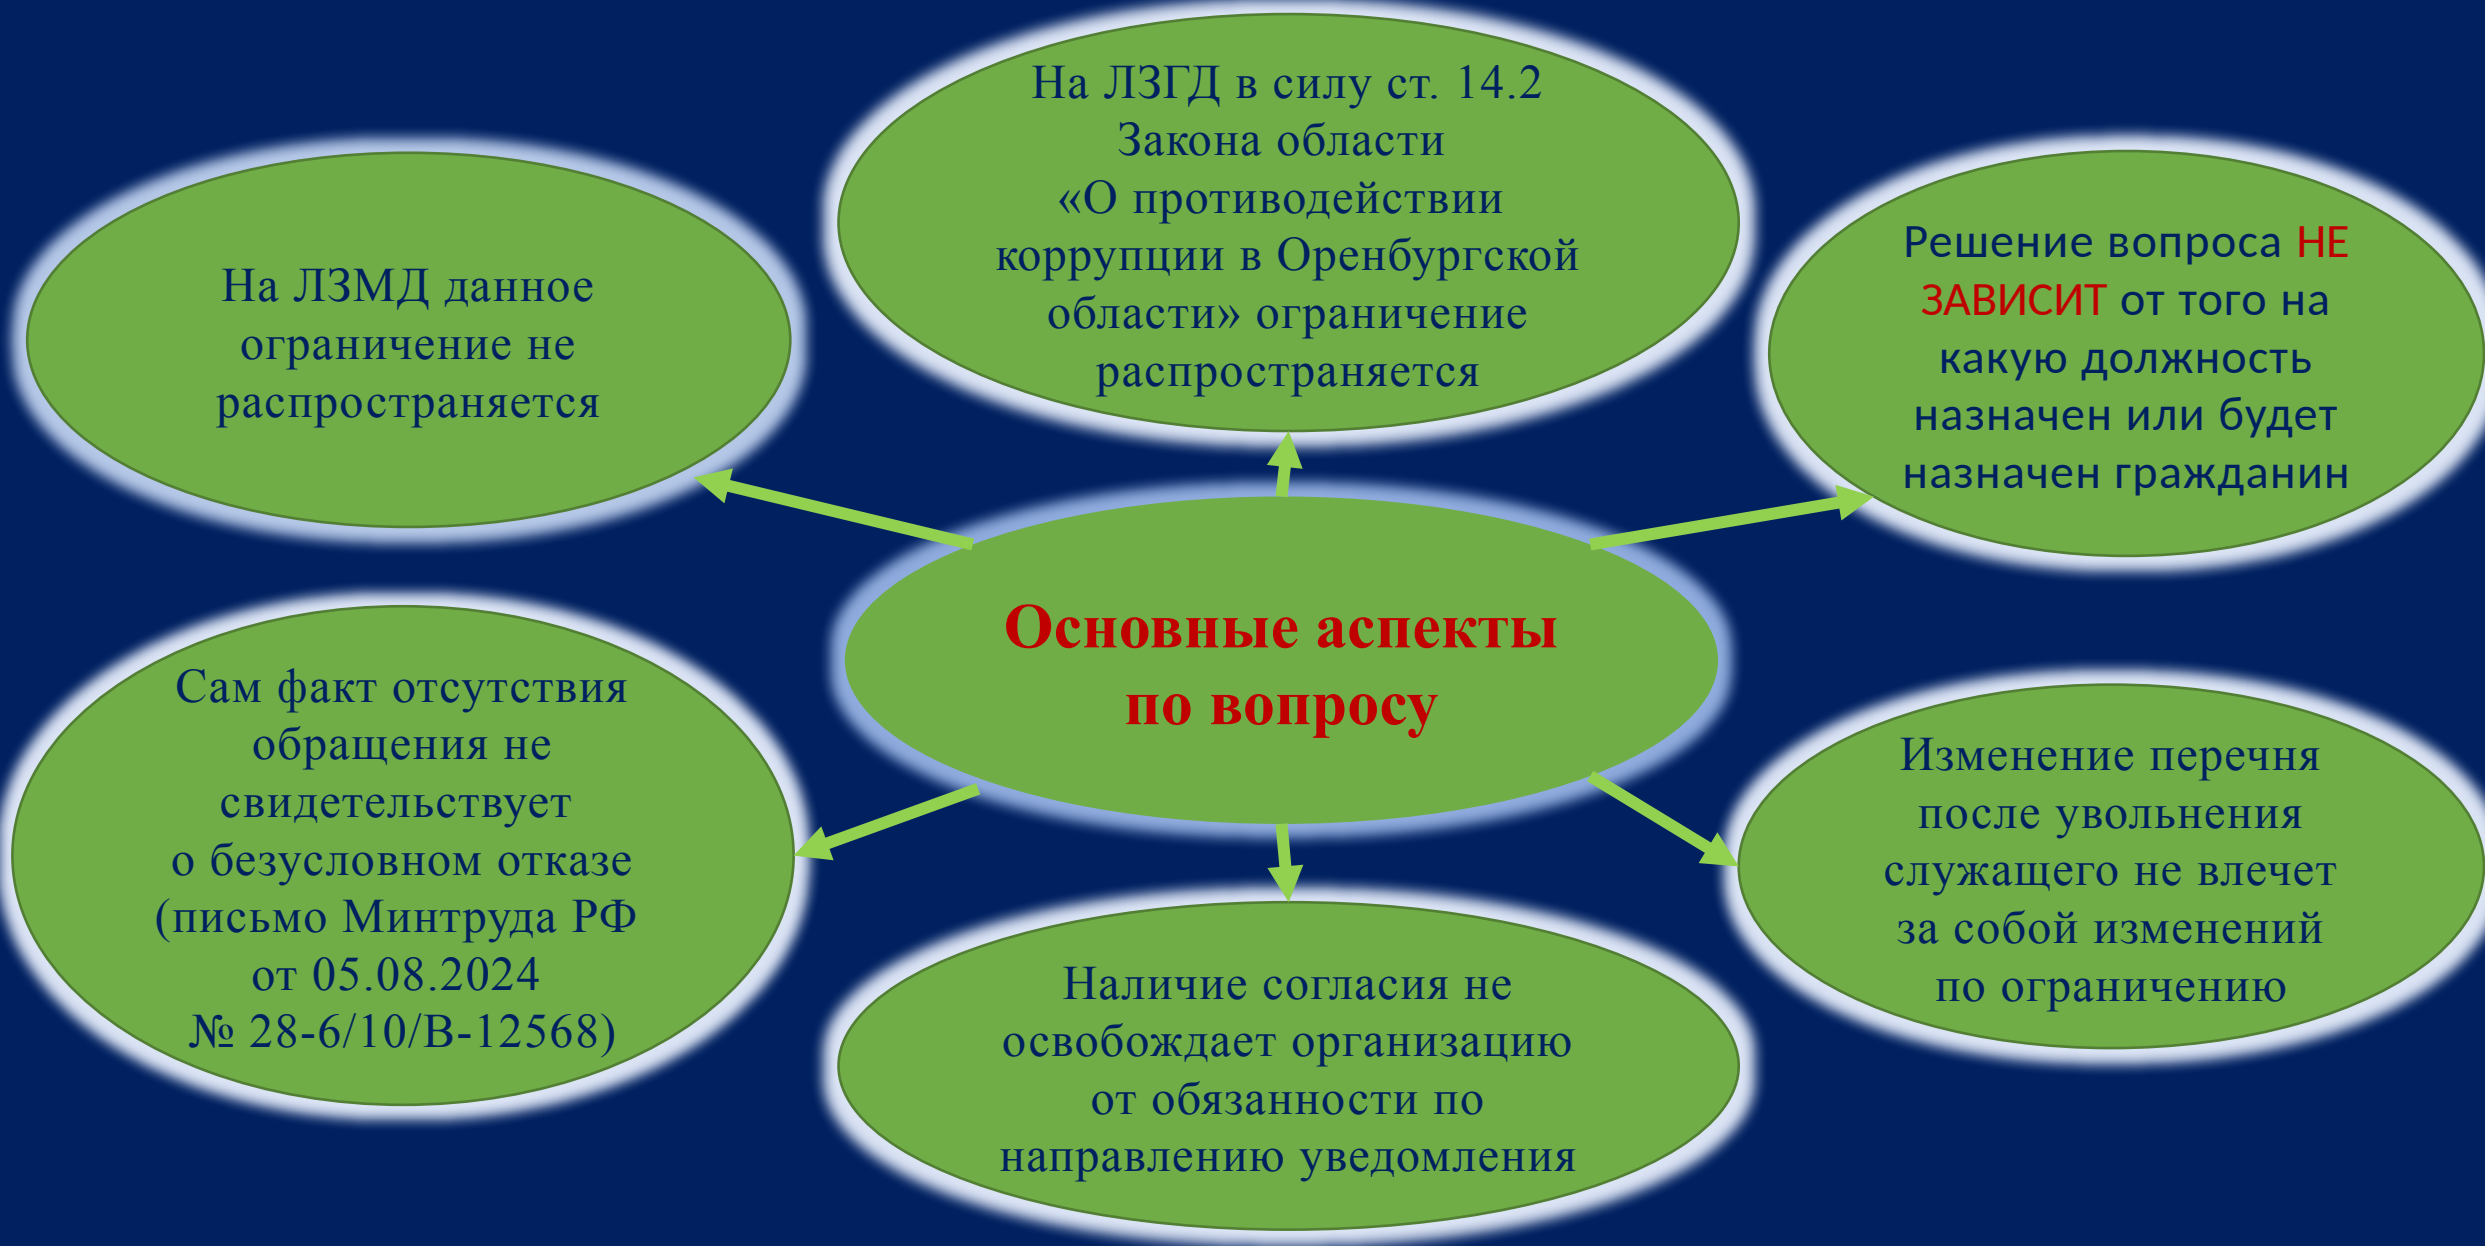 На ЛЗМД данное
ограничение не
распространяется
На ЛЗГД в силу ст. 14.2
Закона области
«О противодействии
коррупции в Оренбургской
области» ограничение
распространяется
Решение вопроса НЕ
ЗАВИСИТ от того на
какую должность
назначен или будет
назначен гражданин
Основные аспекты
по вопросу
Сам факт отсутствия
обращения не
свидетельствует
о безусловном отказе
(письмо Минтруда РФ
от 05.08.2024
№ 28-6/10/В-12568)
Наличие согласия не
освобождает организацию
от обязанности по
направлению уведомления
Изменение перечня
после увольнения
служащего не влечет
за собой изменений
по ограничению